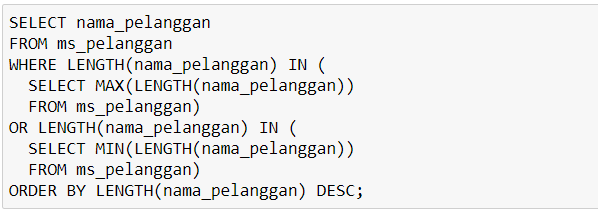 SELECT nama_pelanggan
FROM ms_pelanggan
WHERE LENGTH(nama_pelanggan) IN (
  SELECT MAX(LENGTH(nama_pelanggan))
  FROM ms_pelanggan)
OR LENGTH(nama_pelanggan) IN (
  SELECT MIN(LENGTH(nama_pelanggan))
  FROM ms_pelanggan)
ORDER BY LENGTH(nama_pelanggan) DESC;